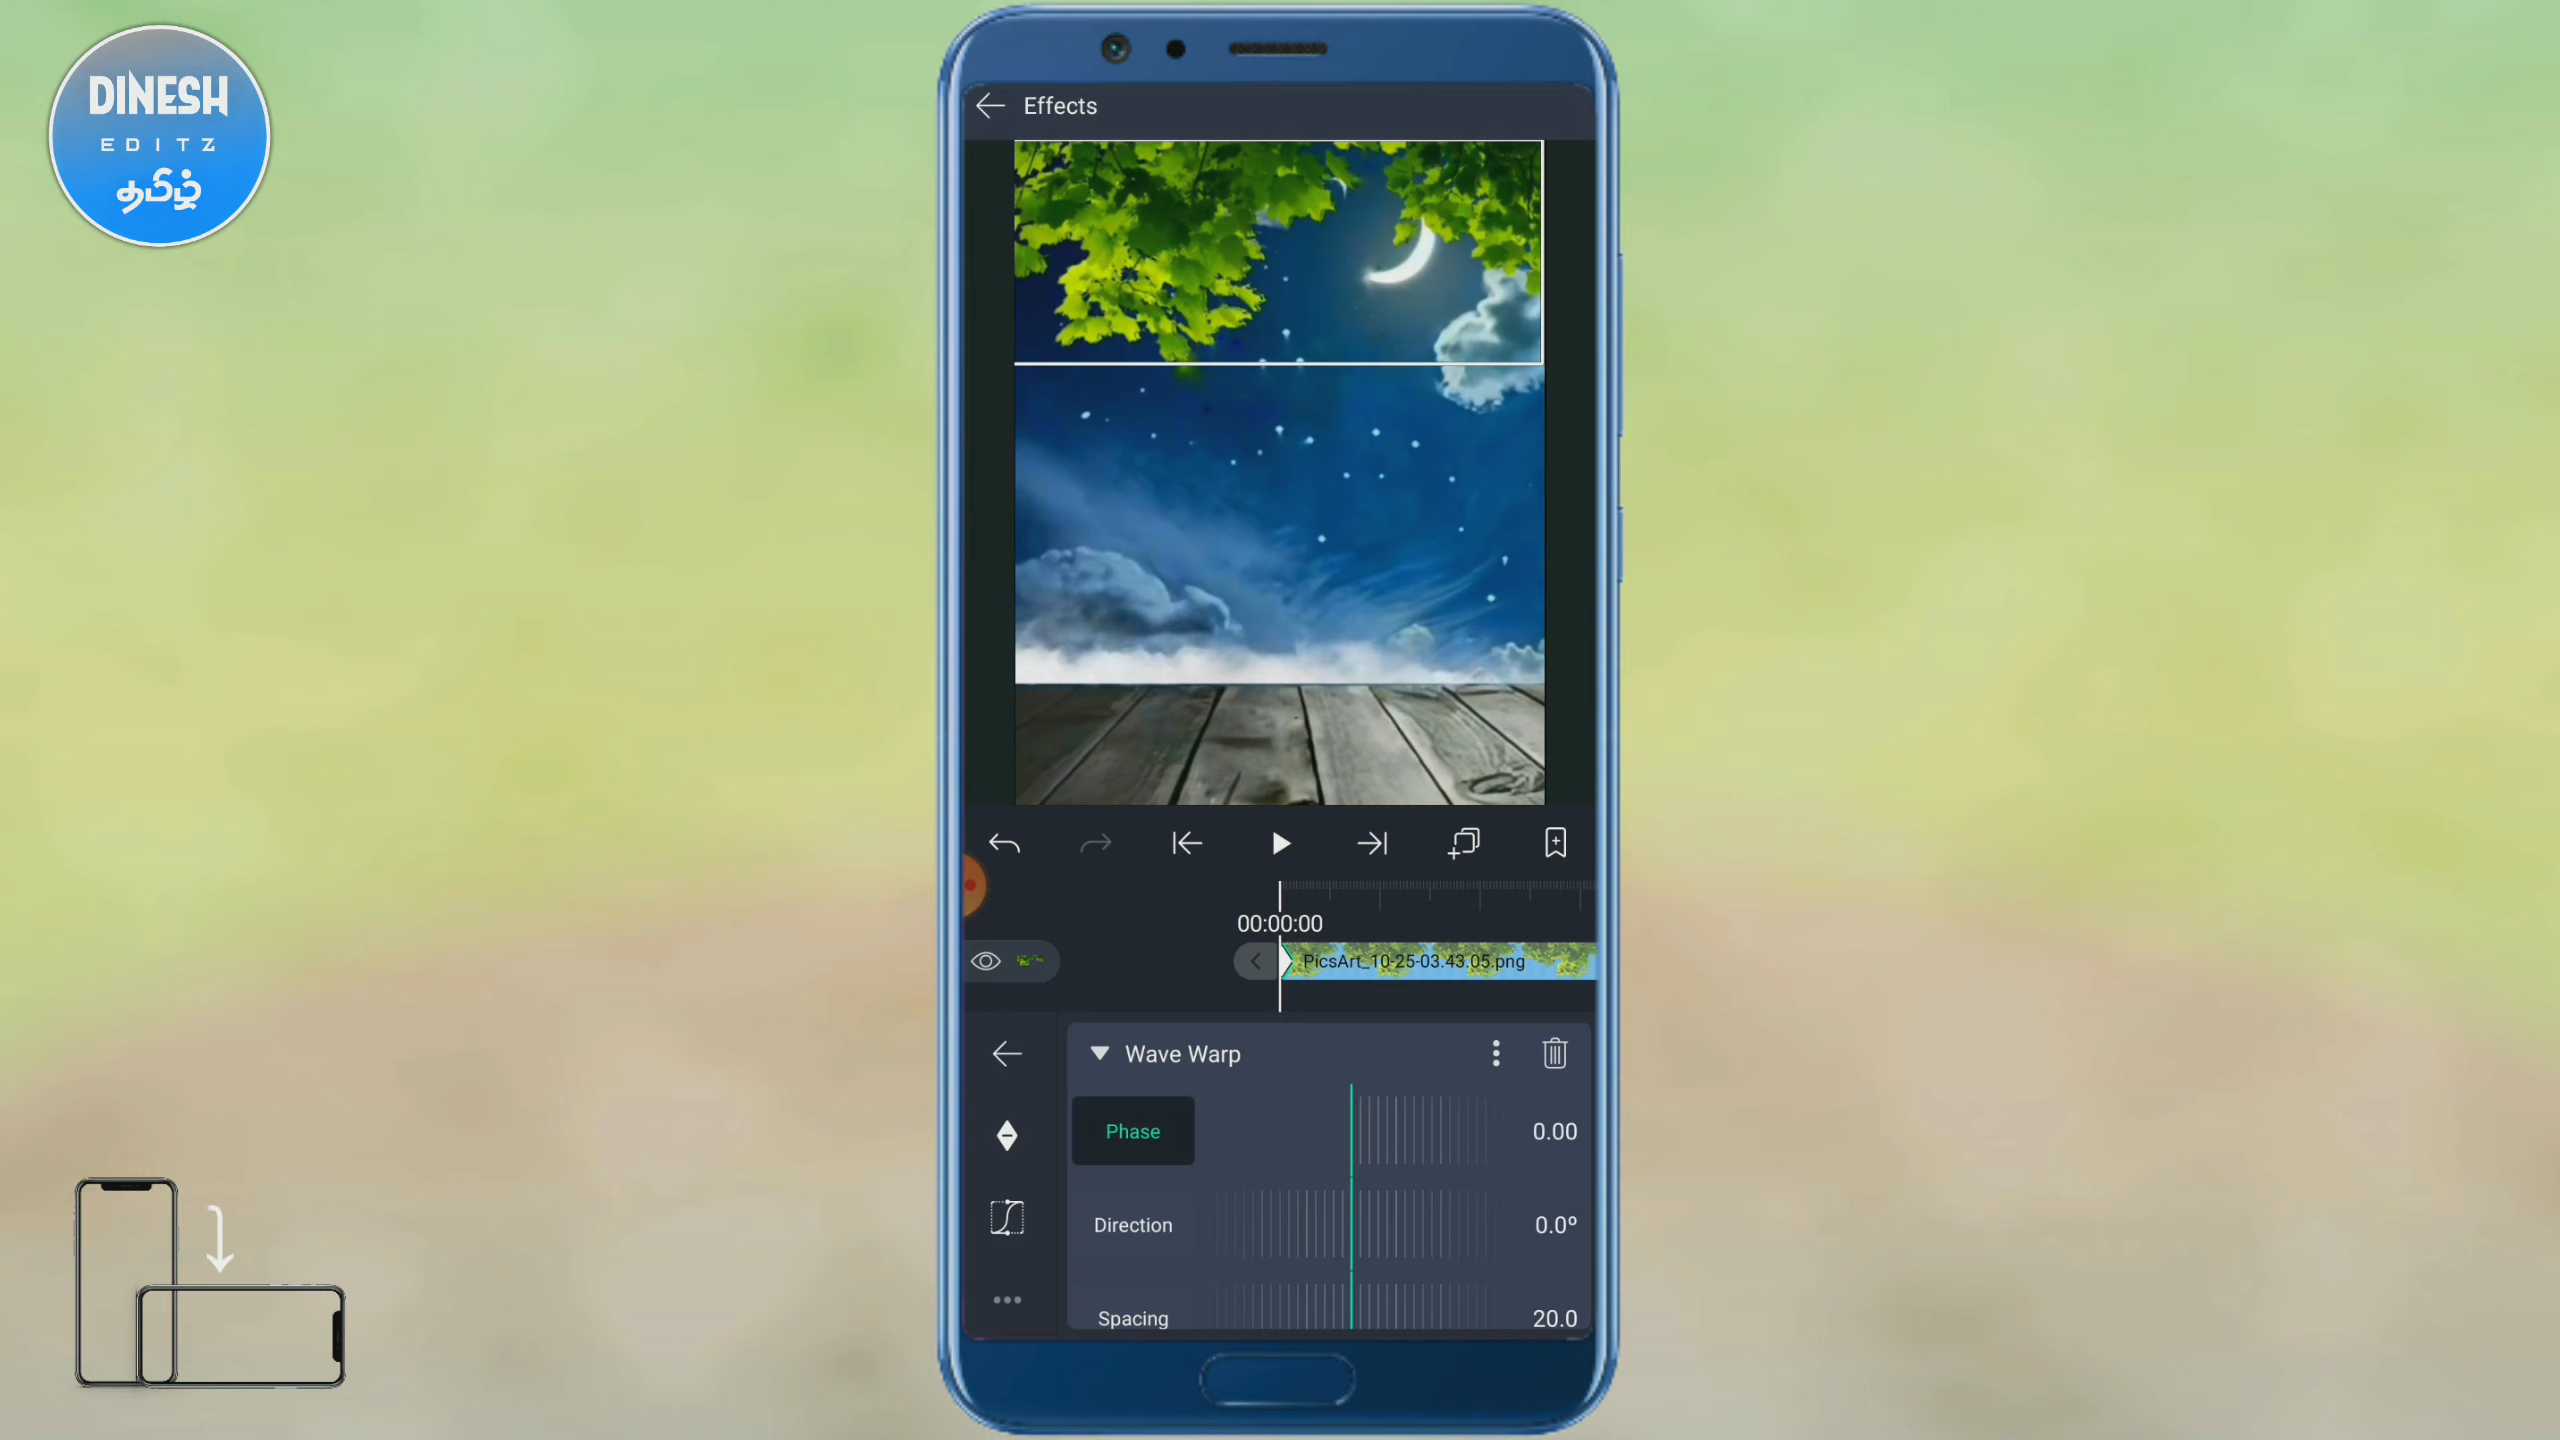 DINESH
EDITZ
தமிழ்
Effects
00:00:00
PicsArt_10-25-03.43.05.png
Wave Warp
Phase 0.00
Direction 0.0º
Spacing 20.0